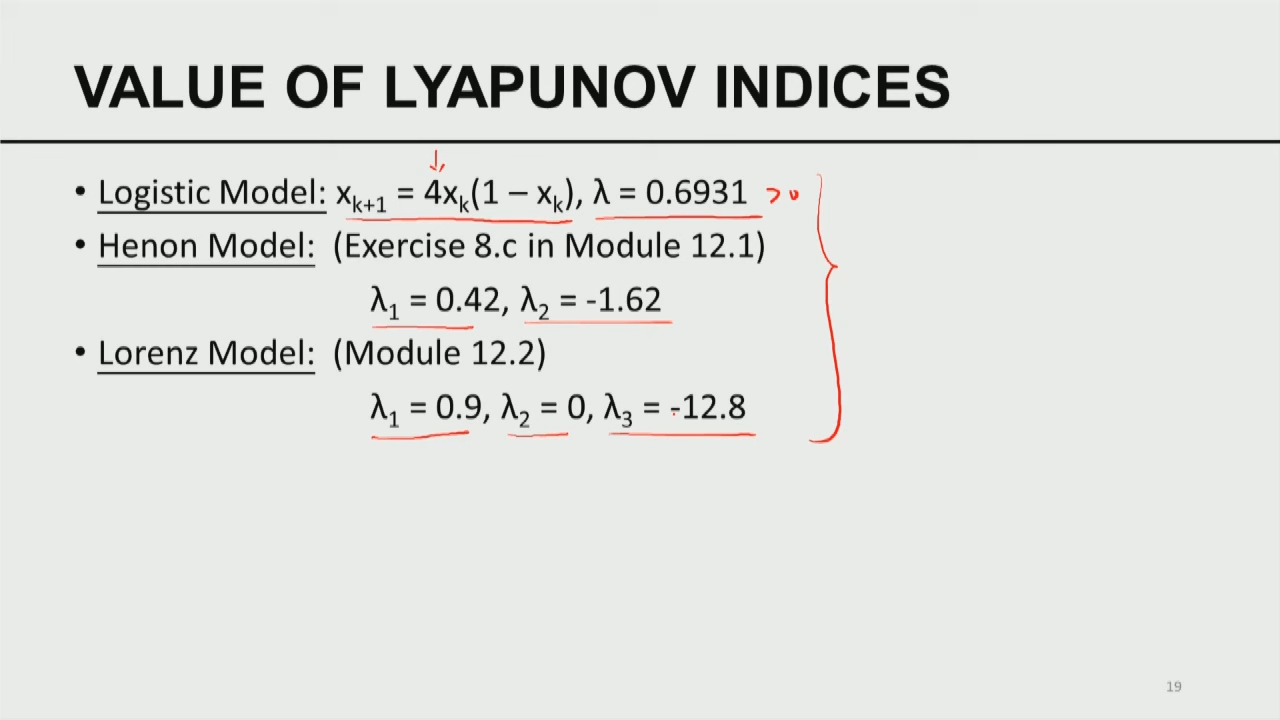 VALUE OF LYAPUNOV INDICES
• Logistic Model: xₖ₊₁ = 4xₖ(1 – xₖ), λ = 0.6931 > 0
• Henon Model: (Exercise 8.c in Module 12.1)
λ₁ = 0.42, λ₂ = -1.62
• Lorenz Model: (Module 12.2)
λ₁ = 0.9, λ₂ = 0, λ₃ = -12.8
19